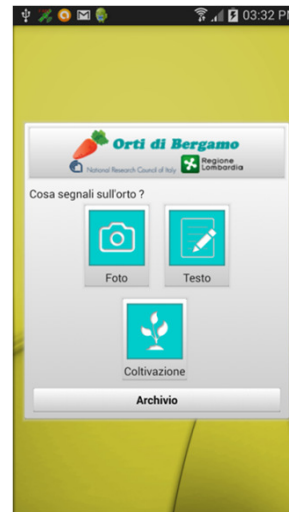 03:32 PM
Orti di Bergamo
National Research Council of Italy
Regione
Lombardia
Cosa segnali sull'orto ?
Foto
Testo
Coltivazione
Archivio